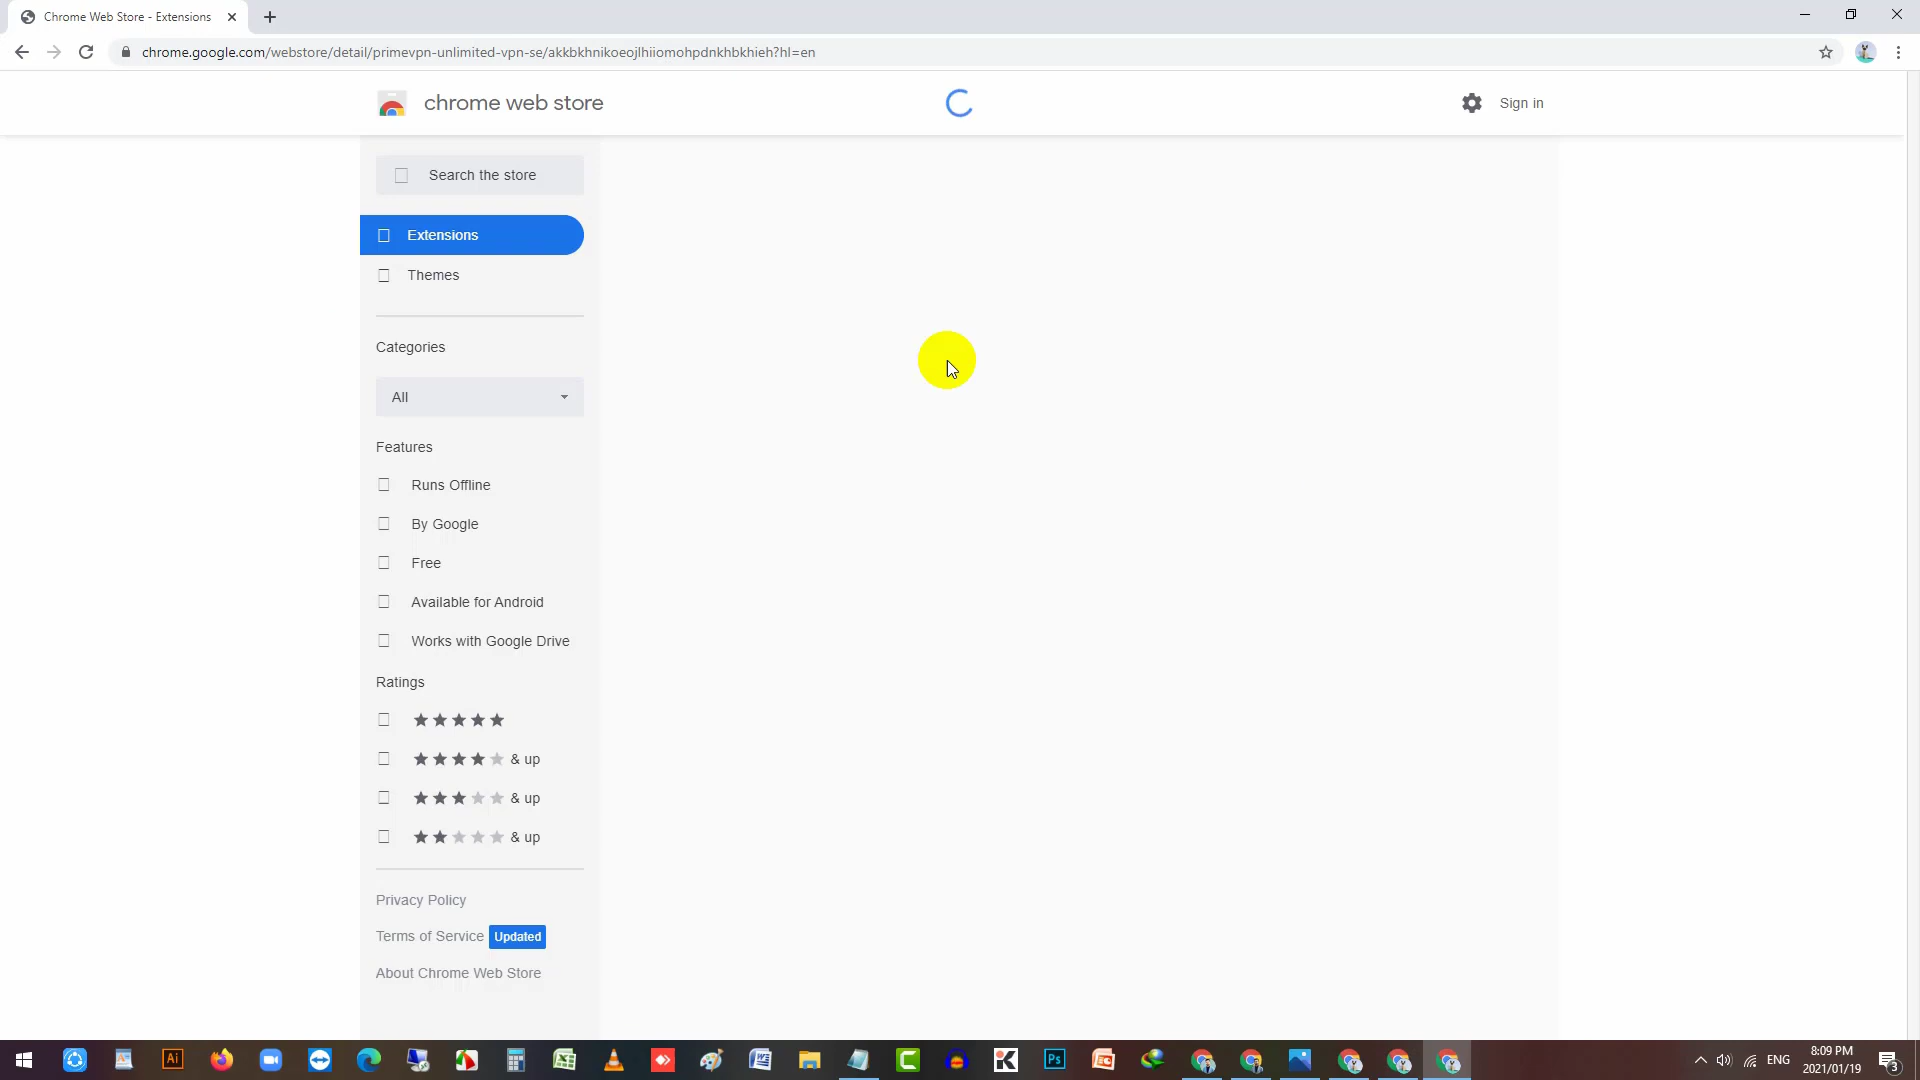 Chrome Web Store - Extensions
chrome.google.com/webstore/detail/primevpn-unlimited-vpn-se/akkbkhnikoeojlhiiomohpdnkhbkhieh?hl=en
chrome web store
Sign in
Search the store
Extensions
Themes
Categories
All
Features
Runs Offline
By Google
Free
Available for Android
Works with Google Drive
Ratings
& up
& up
& up
Privacy Policy
Terms of Service Updated
About Chrome Web Store
Ai
Ps
ENG
8:09 PM
2021/01/19
3